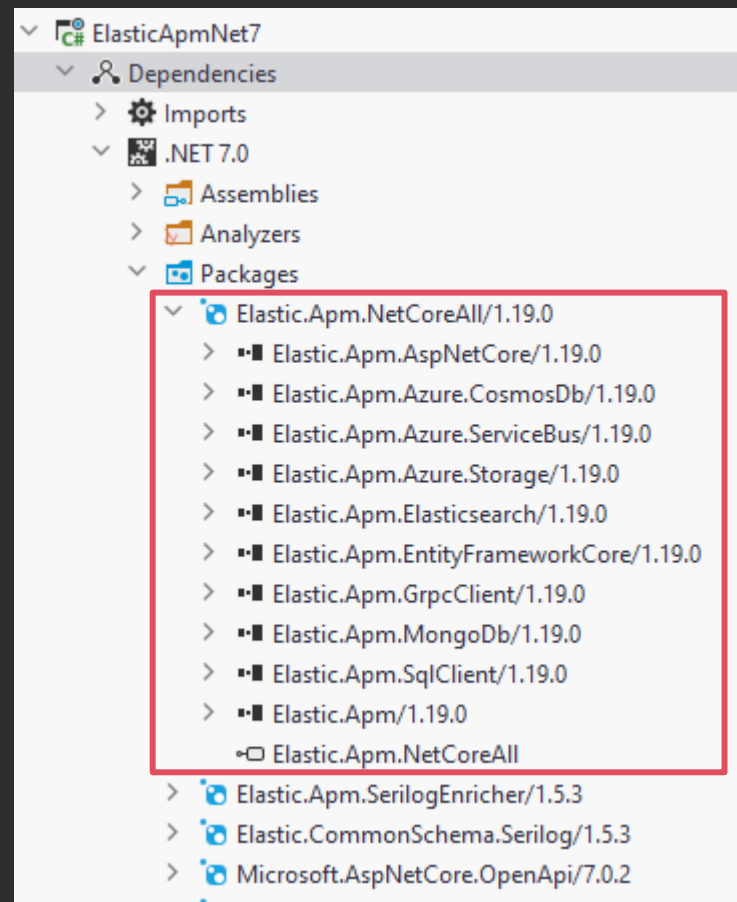 ElasticApmNet7
Dependencies
Imports
.NET 7.0
Assemblies
Analyzers
Packages
Elastic.Apm.NetCoreAll/1.19.0
Elastic.Apm.AspNetCore/1.19.0
Elastic.Apm.Azure.CosmosDb/1.19.0
Elastic.Apm.Azure.ServiceBus/1.19.0
Elastic.Apm.Azure.Storage/1.19.0
Elastic.Apm.Elasticsearch/1.19.0
Elastic.Apm.EntityFrameworkCore/1.19.0
Elastic.Apm.GrpcClient/1.19.0
Elastic.Apm.MongoDb/1.19.0
Elastic.Apm.SqlClient/1.19.0
Elastic.Apm/1.19.0
Elastic.Apm.NetCoreAll
Elastic.Apm.SerilogEnricher/1.5.3
Elastic.CommonSchema.Serilog/1.5.3
Microsoft.AspNetCore.OpenApi/7.0.2